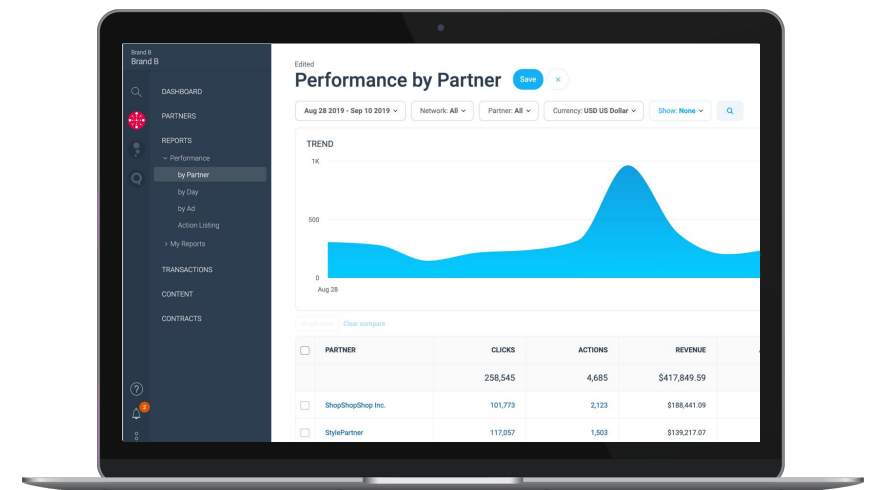 Brand B
Brand B
DASHBOARD
PARTNERS
REPORTS
Performance
by Partner
by Day
by Ad
Action Listing
My Reports
TRANSACTIONS
CONTENT
CONTRACTS
?
2
Edited
Performance by Partner Save ×
Aug 28 2019 - Sep 10 2019 Network: All Partner: All Currency: USD US Dollar Show: None
TREND
1K
500
0
Aug 28
Clear compare
PARTNER CLICKS ACTIONS REVENUE
258,545 4,685 $417,849.59
ShopShopShop Inc. 101,773 2,123 $188,441.09
StylePartner 117,057 1,503 $139,217.07